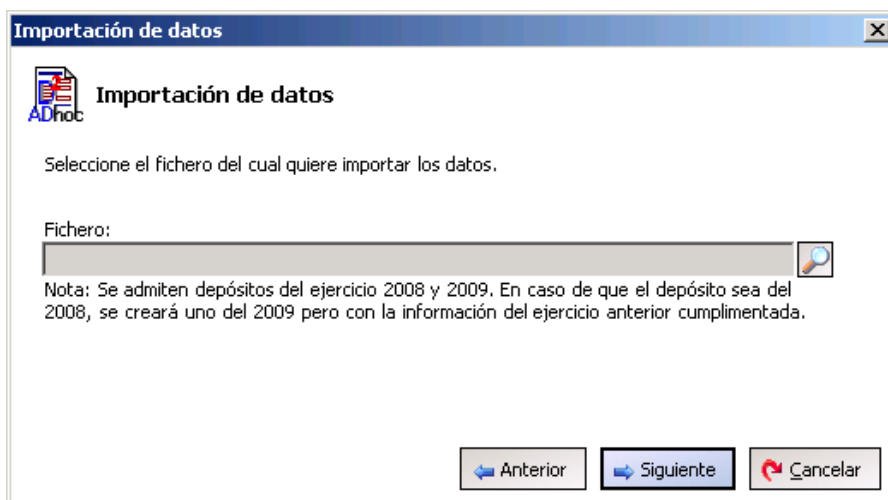 Importación de datos
ADhoc
Importación de datos
Seleccione el fichero del cual quiere importar los datos.
Fichero:
Nota: Se admiten depósitos del ejercicio 2008 y 2009. En caso de que el depósito sea del
2008, se creará uno del 2009 pero con la información del ejercicio anterior cumplimentada.
Anterior
Siguiente
Cancelar